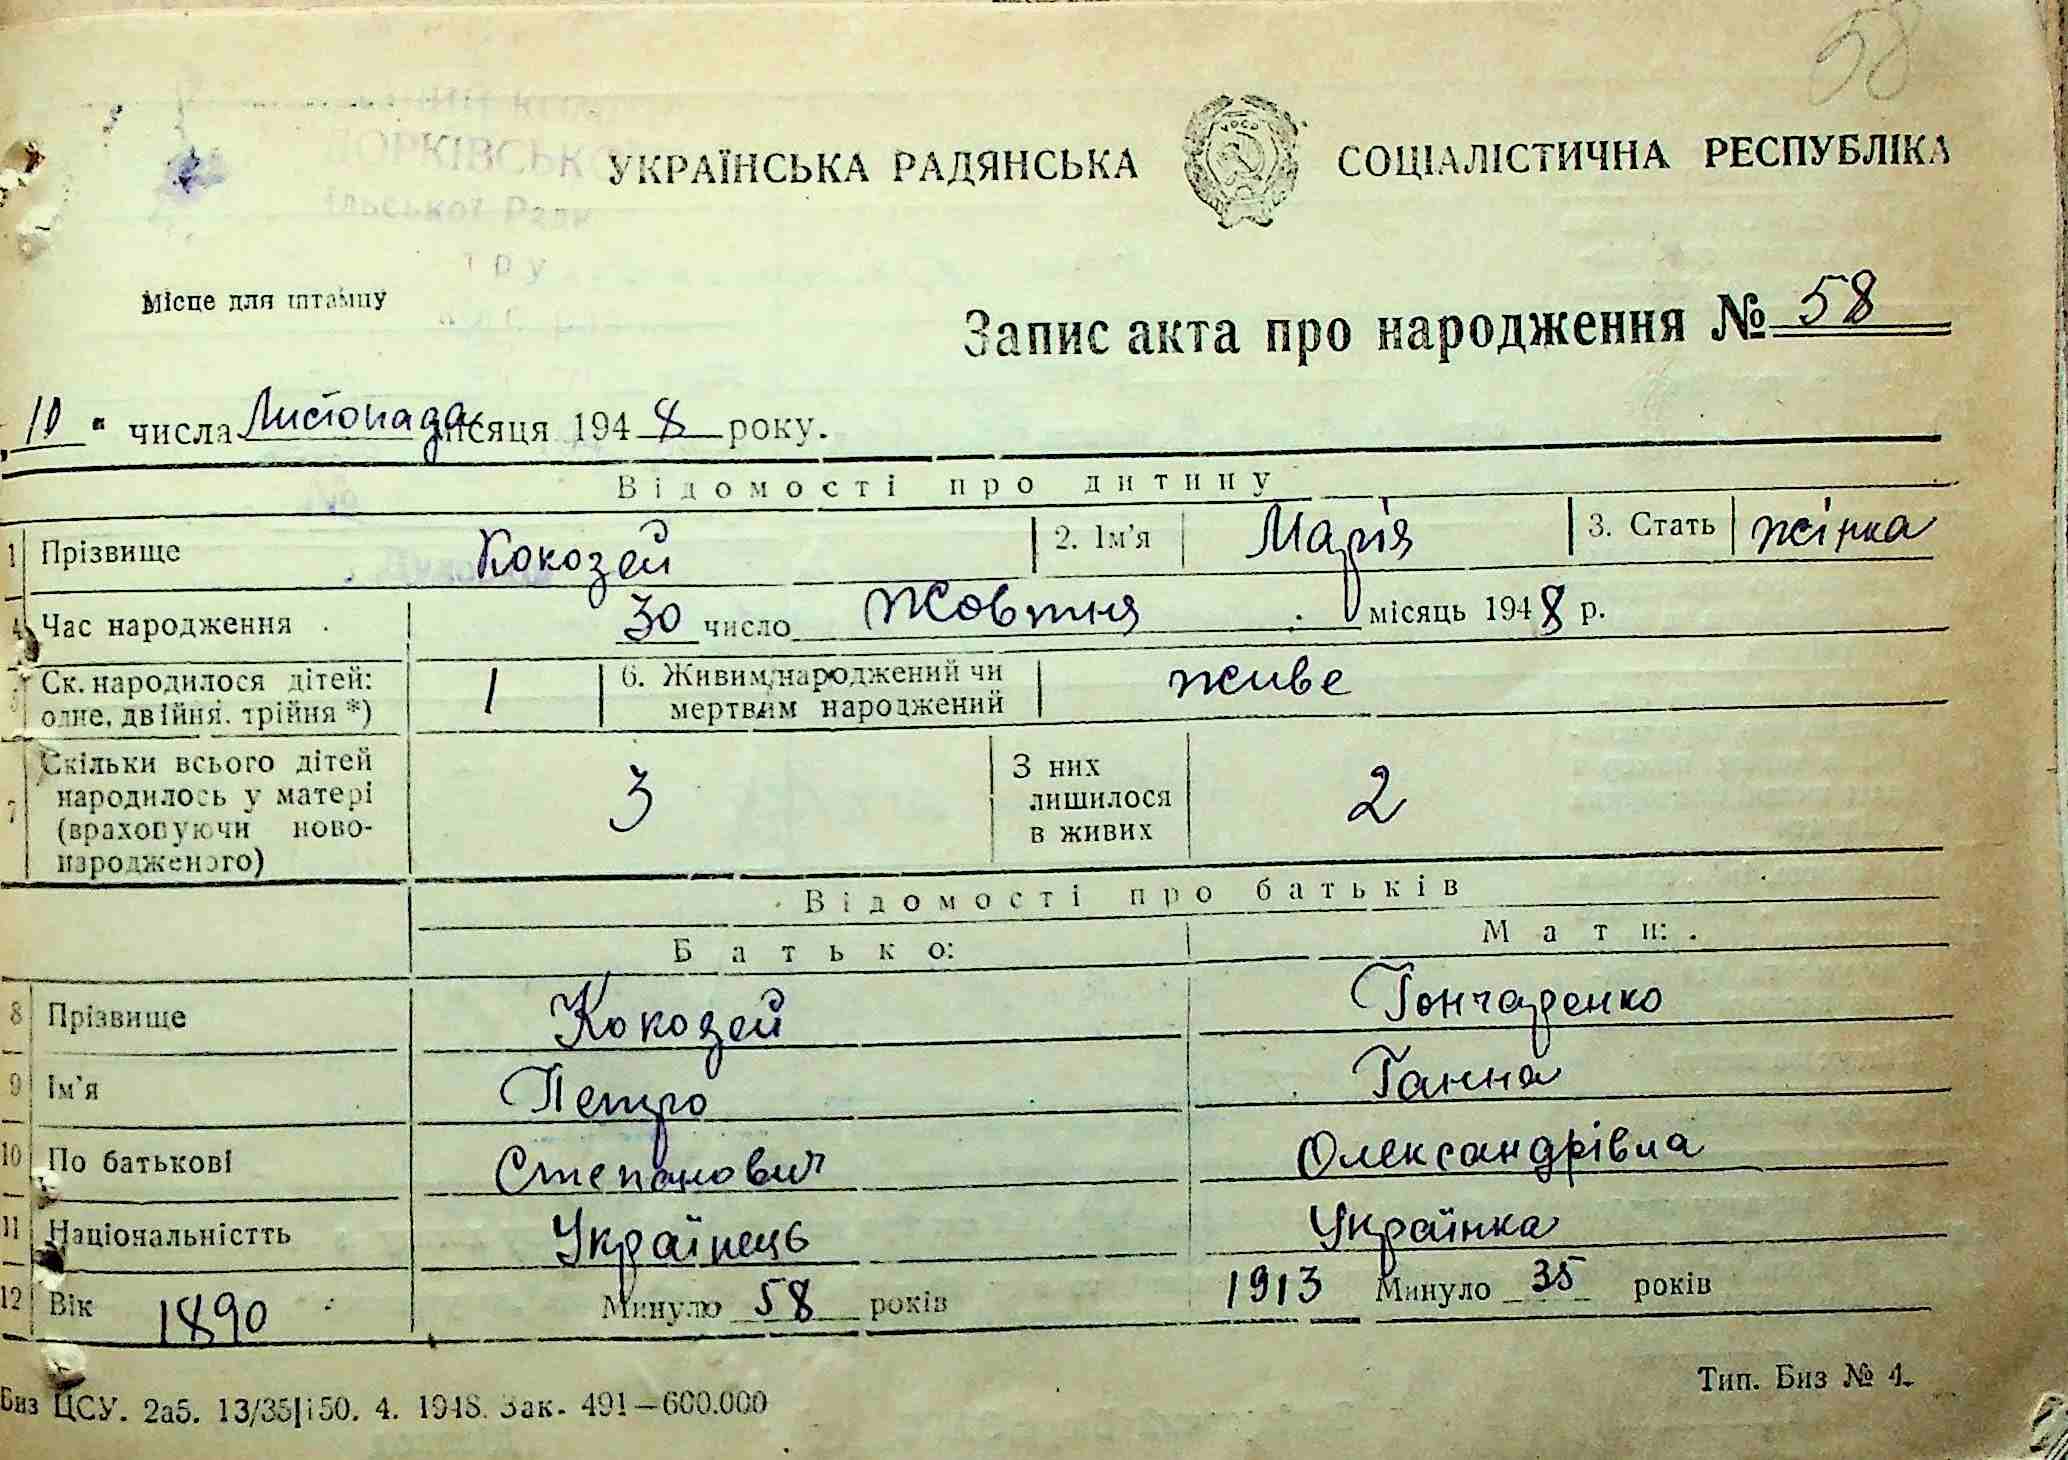 58
УКРАЇНСЬКА РАДЯНСЬКА СОЦІАЛІСТИЧНА РЕСПУБЛІКА
УРСР
ільської Ради
Місце для штампу
Запис акта про народження № 58
„10“ числа Листопада місяця 1948 року.
Відомості про дитину
1 Прізвище Кокозей 2. Ім'я Марія 3. Стать жінка
4 Час народження 30 число Жовтня місяць 1948 р.
5 Ск. народилося дітей: одне, двійня, трійня *) 1 6. Живим народжений чи мертвим народжений живе
7 Скільки всього дітей народилось у матері (враховуючи ново-народженого) 3 З них лишилося в живих 2
Відомості про батьків
Батько: Мати:
8 Прізвище Кокозей Гончаренко
9 Ім'я Петро Ганна
10 По батькові Степанович Олександрівна
11 Національністть Українець Українка
12 Вік 1890 Минуло 58 років 1913 Минуло 35 років
Биз ЦСУ. 2аб. 13/35|150. 4. 1948. Зак. 491—600.000 Тип. Биз № 4.